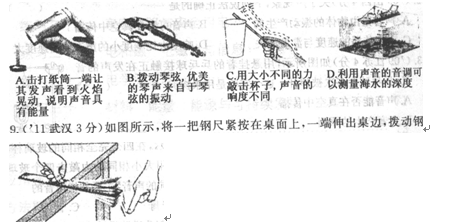 A.击打纸筒一端让
其发声看到火焰
晃动,说明声音具
有能量
B.拨动琴弦,优美
的琴声来自于琴
弦的振动
C.用大小不同的力
敲击杯子,声音的
响度不同
D.利用声音的音调可
以测量海水的深度
9.('11武汉3分)如图所示,将一把钢尺紧按在桌面上,一端伸出桌边,拨动钢